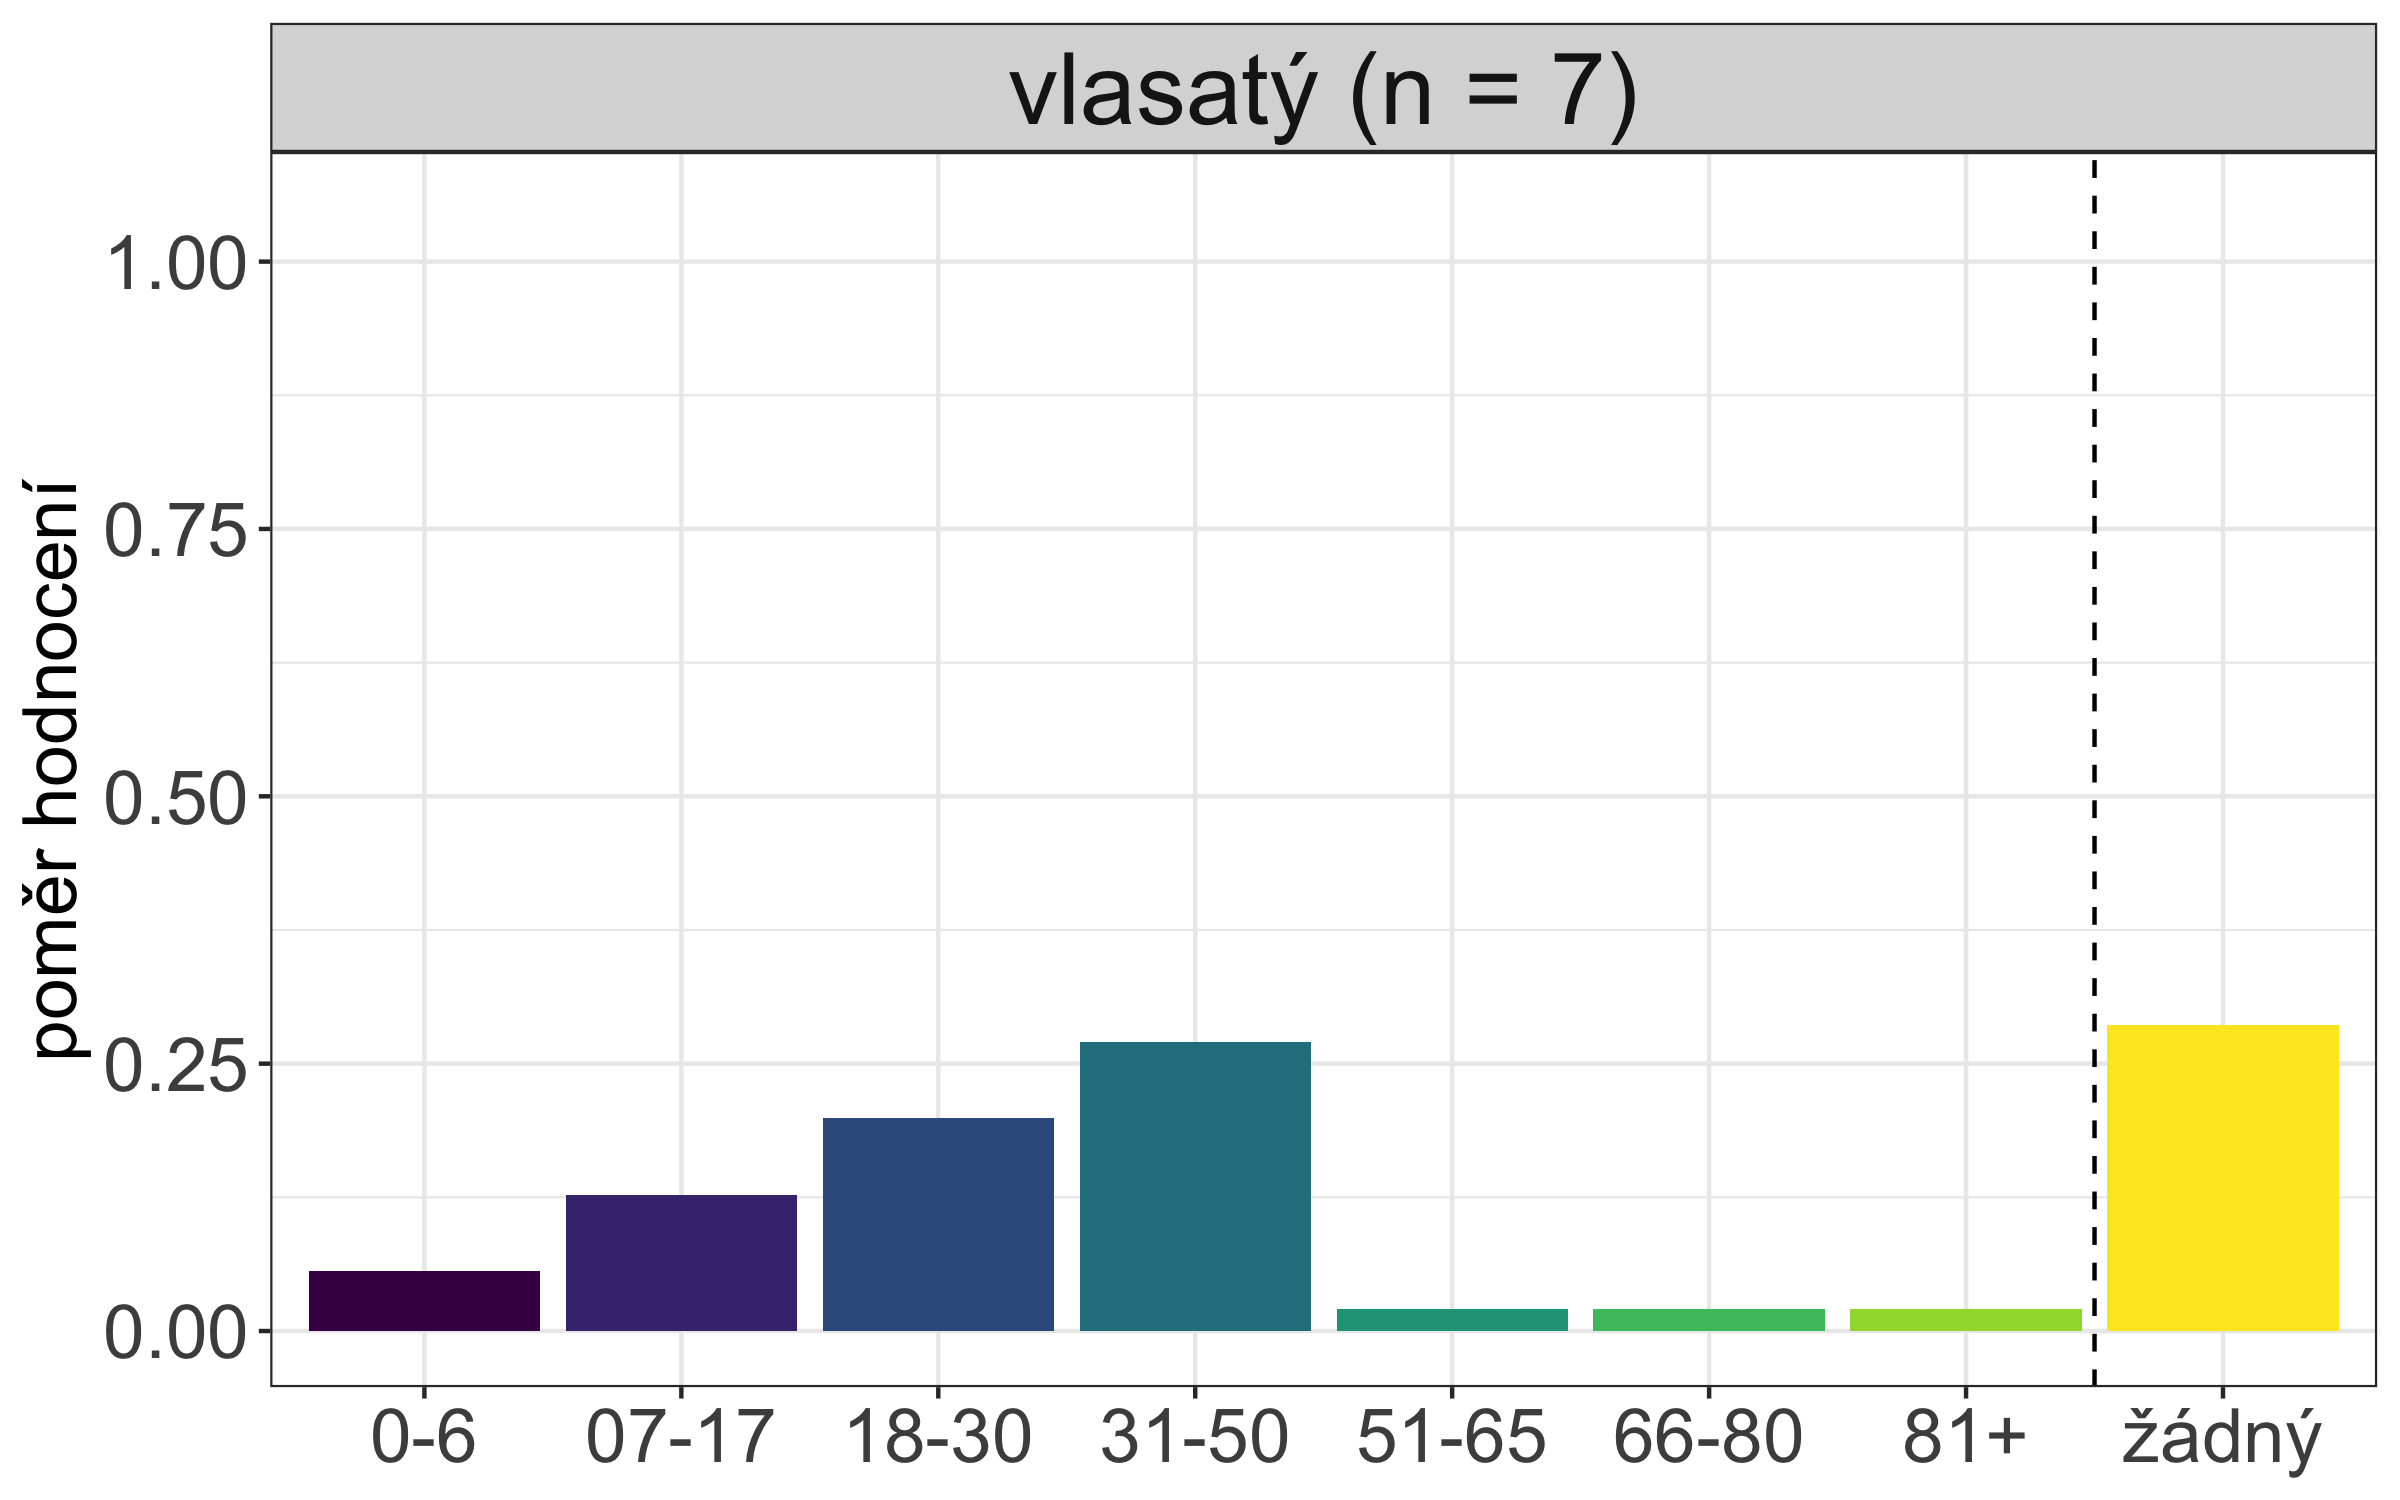 vlasatý (n = 7)
poměr hodnocení
1.00
0.75
0.50
0.25
0.00
0-6 07-17 18-30 31-50 51-65 66-80 81+ žádný